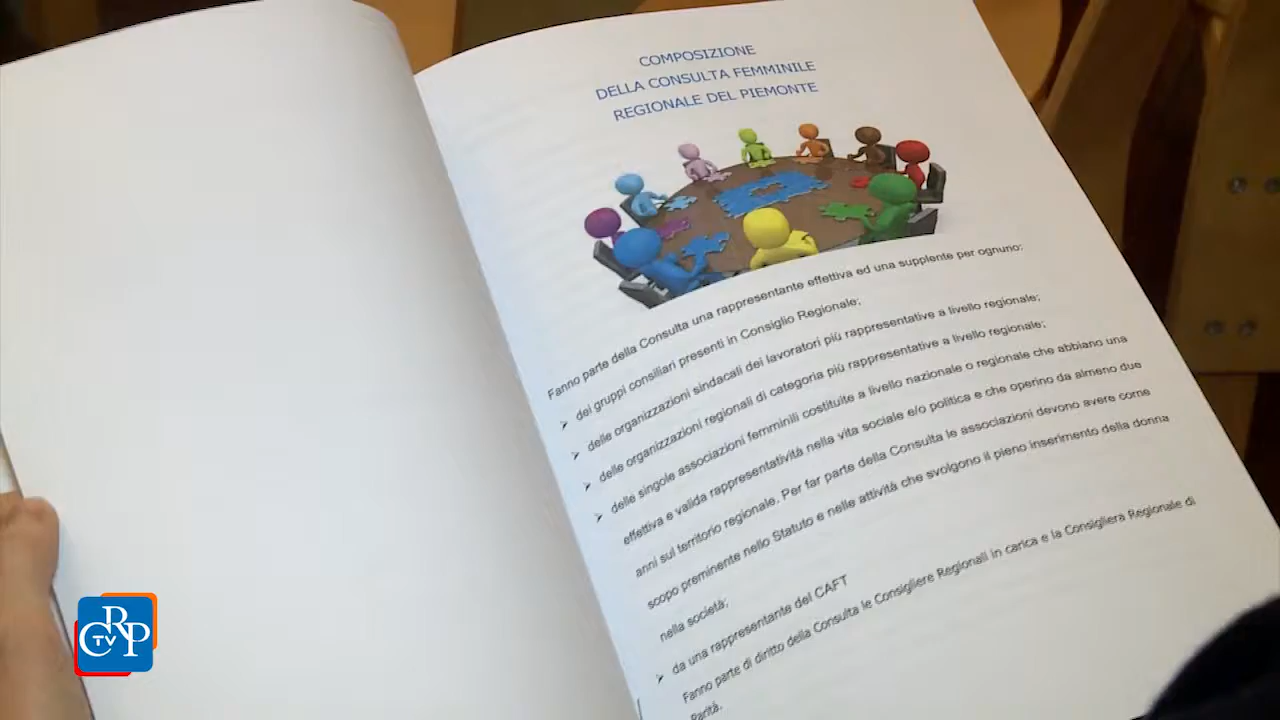 COMPOSIZIONE
DELLA CONSULTA FEMMINILE
REGIONALE DEL PIEMONTE
Fanno parte della Consulta una rappresentante effettiva ed una supplente per ognuno:
➢ dei gruppi consiliari presenti in Consiglio Regionale;
➢ delle organizzazioni sindacali dei lavoratori più rappresentative a livello regionale;
➢ delle organizzazioni regionali di categoria più rappresentative a livello regionale;
➢ delle singole associazioni femminili costituite a livello nazionale o regionale che abbiano una
effettiva e valida rappresentatività nella vita sociale e/o politica e che operino da almeno due
anni sul territorio regionale. Per far parte della Consulta le associazioni devono avere come
scopo preminente nello Statuto e nelle attività che svolgono il pieno inserimento della donna
nella società;
➢ da una rappresentante del CAFT
Fanno parte di diritto della Consulta le Consigliere Regionali in carica e la Consigliera Regionale di
Parità.
CRP
TV